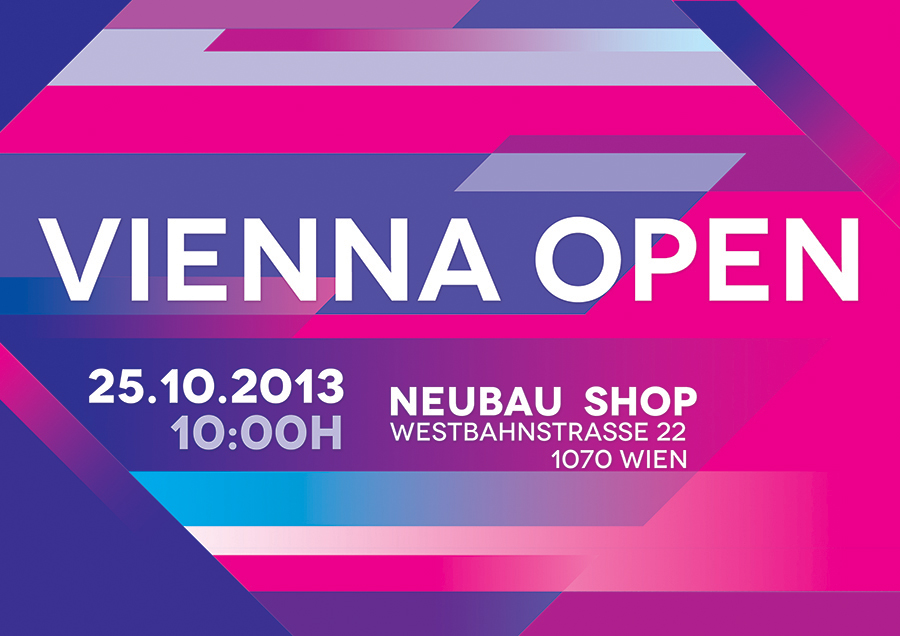 VIENNA OPEN
25.10.2013
10:00H
NEUBAU SHOP
WESTBAHNSTRASSE 22
1070 WIEN